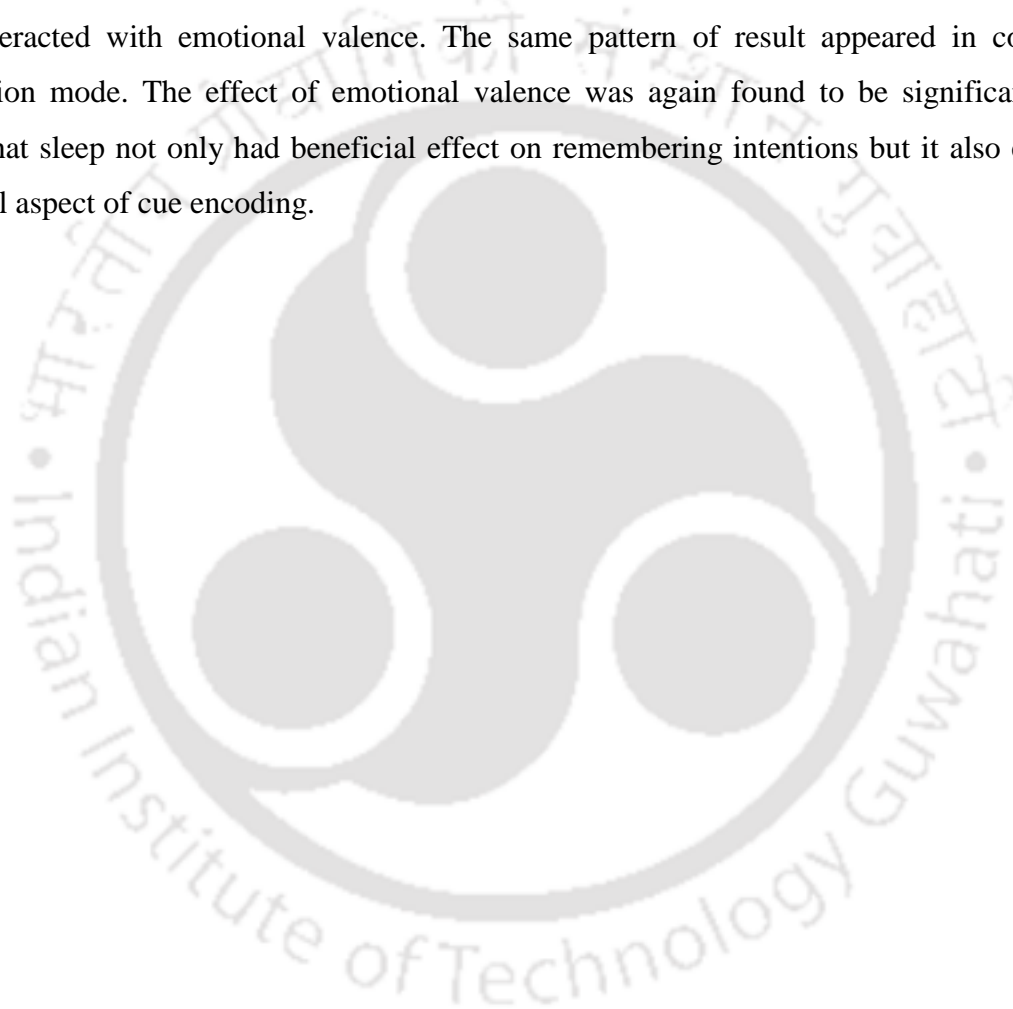 eracted with emotional valence. The same pattern of result appeared in co
ion mode. The effect of emotional valence was again found to be significa
hat sleep not only had beneficial effect on remembering intentions but it also
l aspect of cue encoding.
भारतीय प्रौद्योगिकी संस्थान गुवाहाटी
Indian Institute of Technology Guwahati